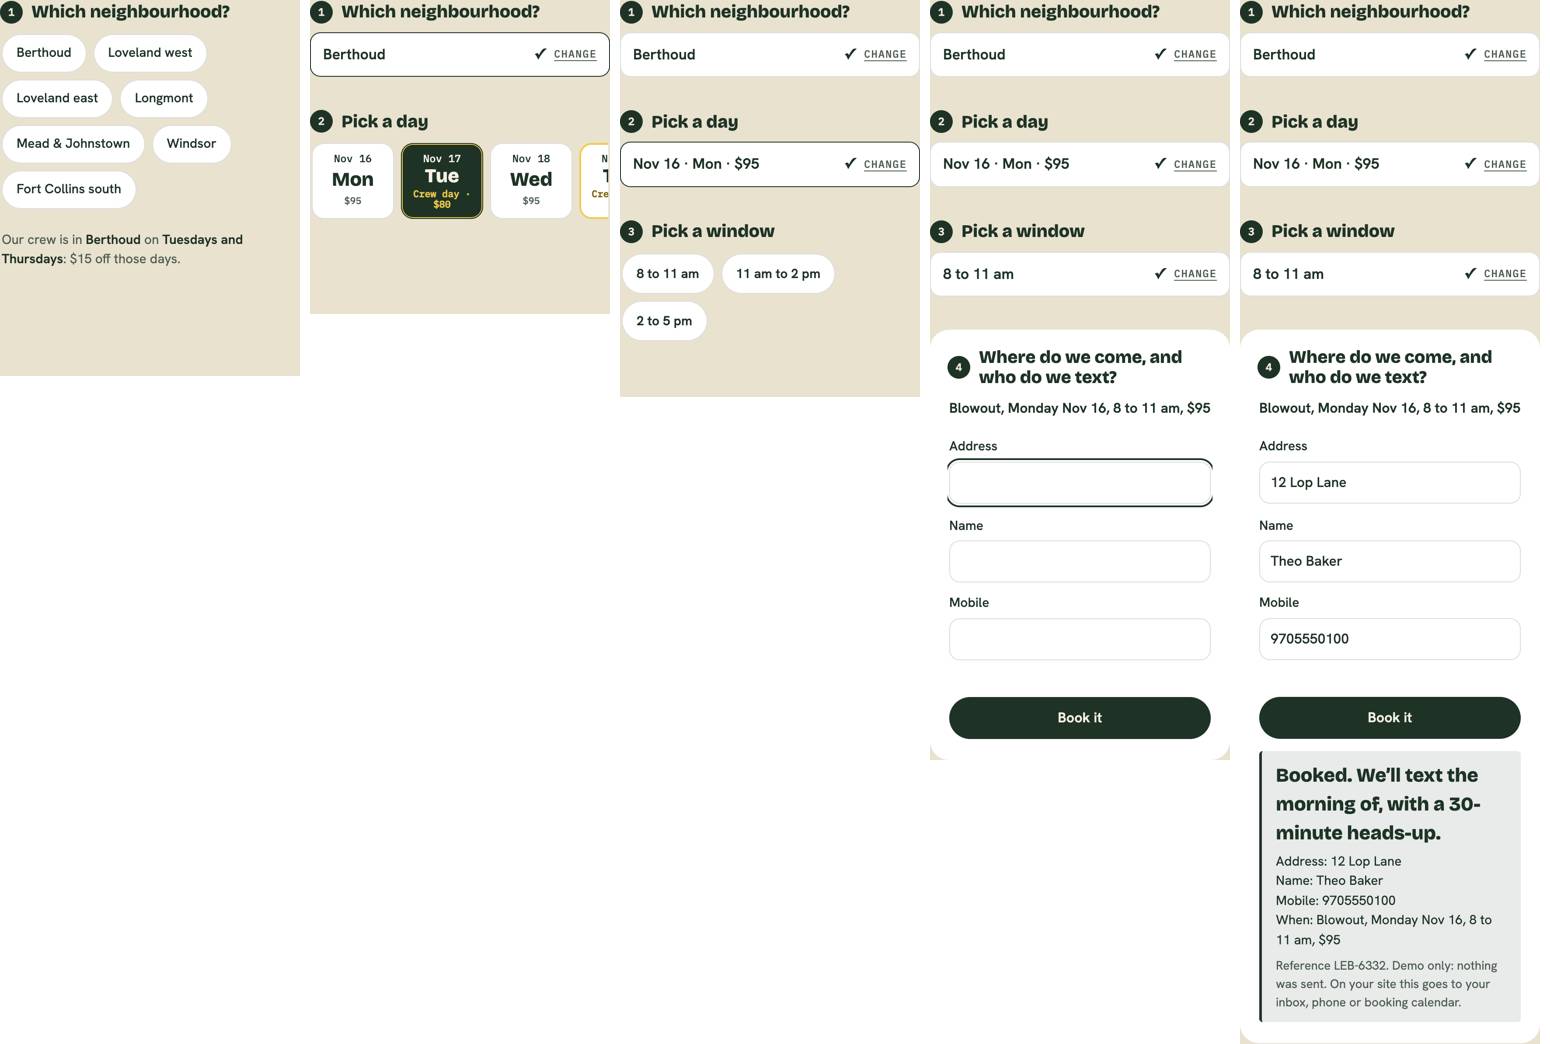 1 Which neighbourhood?
Berthoud
Loveland west
Loveland east
Longmont
Mead & Johnstown
Windsor
Fort Collins south
Our crew is in Berthoud on Tuesdays and
Thursdays: $15 off those days.
1 Which neighbourhood?
Berthoud ✓ CHANGE
2 Pick a day
Nov 16
Mon
$95
Nov 17
Tue
Crew day ·
$80
Nov 18
Wed
$95
1 Which neighbourhood?
Berthoud ✓ CHANGE
2 Pick a day
Nov 16 · Mon · $95 ✓ CHANGE
3 Pick a window
8 to 11 am
11 am to 2 pm
2 to 5 pm
1 Which neighbourhood?
Berthoud ✓ CHANGE
2 Pick a day
Nov 16 · Mon · $95 ✓ CHANGE
3 Pick a window
8 to 11 am ✓ CHANGE
4 Where do we come, and
who do we text?
Blowout, Monday Nov 16, 8 to 11 am, $95
Address
Name
Mobile
Book it
1 Which neighbourhood?
Berthoud ✓ CHANGE
2 Pick a day
Nov 16 · Mon · $95 ✓ CHANGE
3 Pick a window
8 to 11 am ✓ CHANGE
4 Where do we come, and
who do we text?
Blowout, Monday Nov 16, 8 to 11 am, $95
Address
12 Lop Lane
Name
Theo Baker
Mobile
9705550100
Book it
Booked. We’ll text the
morning of, with a 30-
minute heads-up.
Address: 12 Lop Lane
Name: Theo Baker
Mobile: 9705550100
When: Blowout, Monday Nov 16, 8 to
11 am, $95
Reference LEB-6332. Demo only: nothing
was sent. On your site this goes to your
inbox, phone or booking calendar.